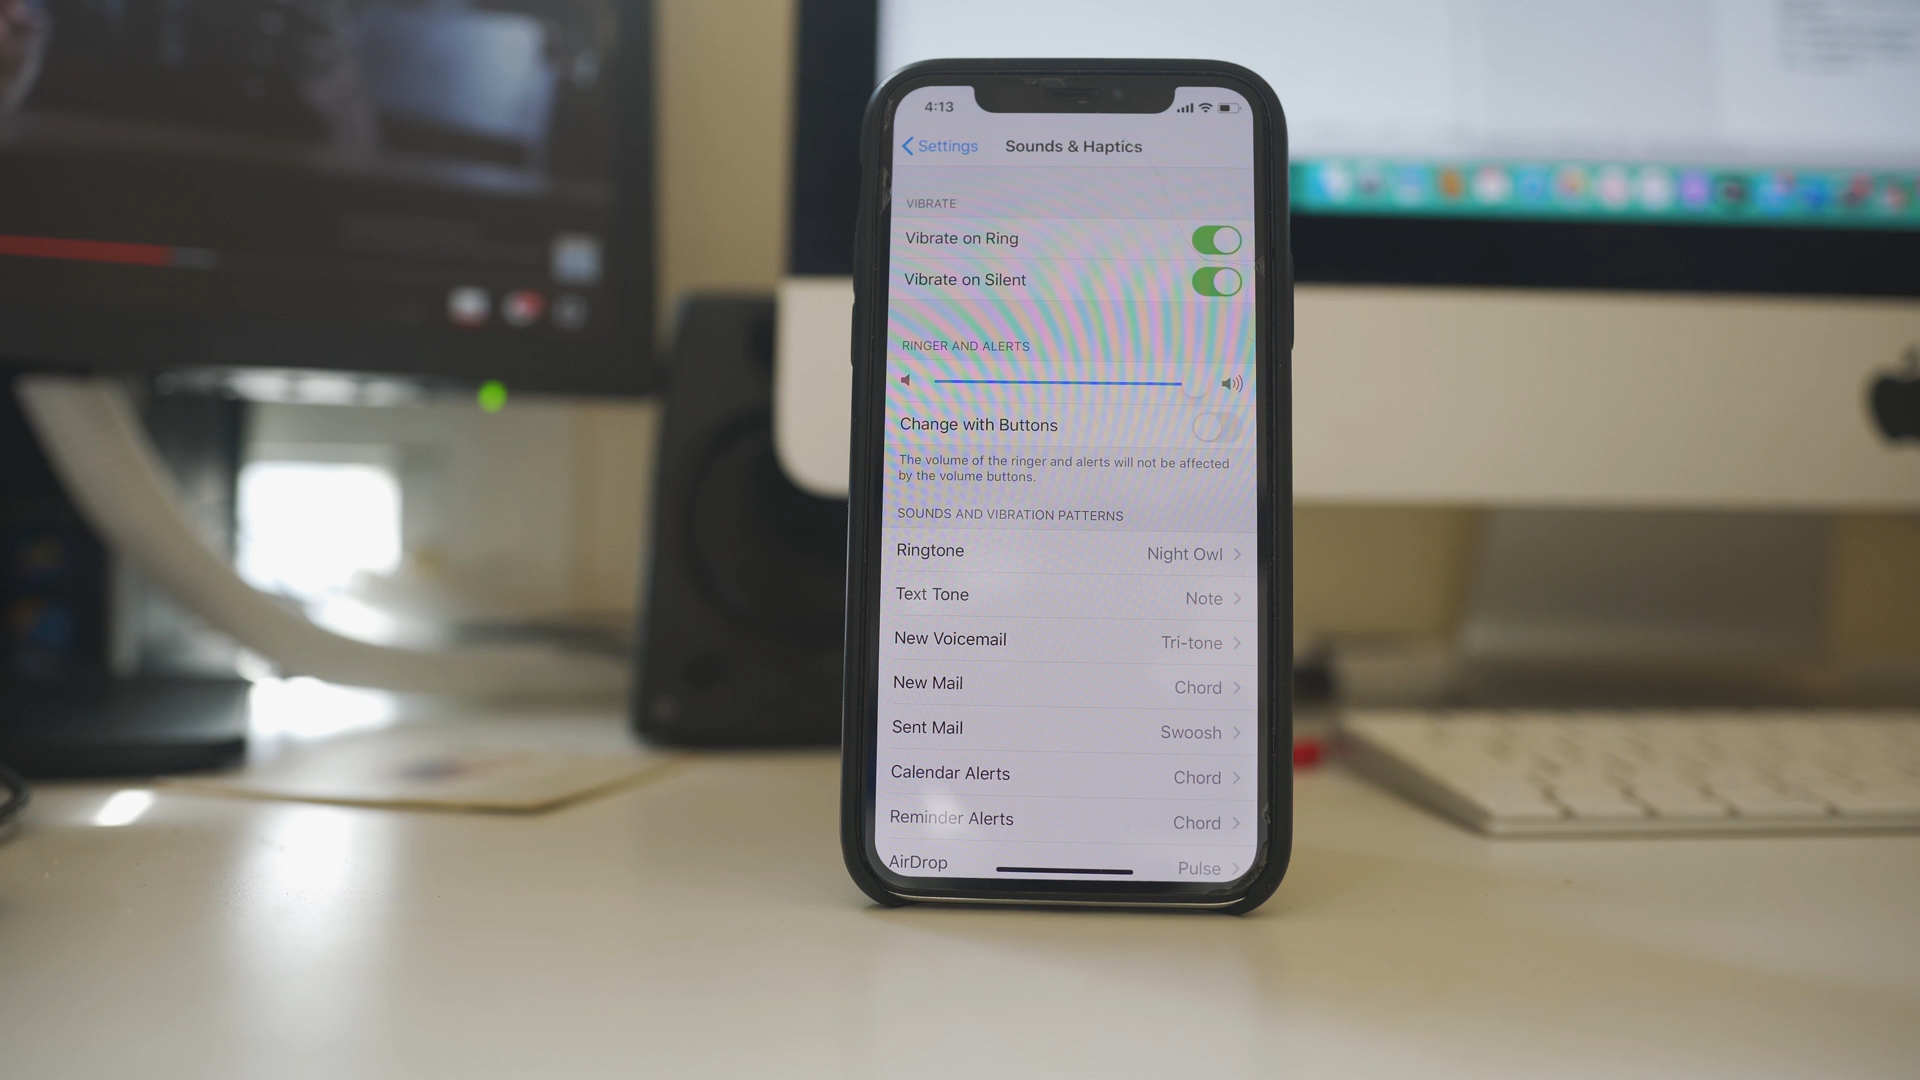 4:13
Settings Sounds & Haptics
VIBRATE
Vibrate on Ring
Vibrate on Silent
RINGER AND ALERTS
Change with Buttons
The volume of the ringer and alerts will not be affected
by the volume buttons.
SOUNDS AND VIBRATION PATTERNS
Ringtone Night Owl
Text Tone Note
New Voicemail Tri-tone
New Mail Chord
Sent Mail Swoosh
Calendar Alerts Chord
Reminder Alerts Chord
AirDrop Pulse